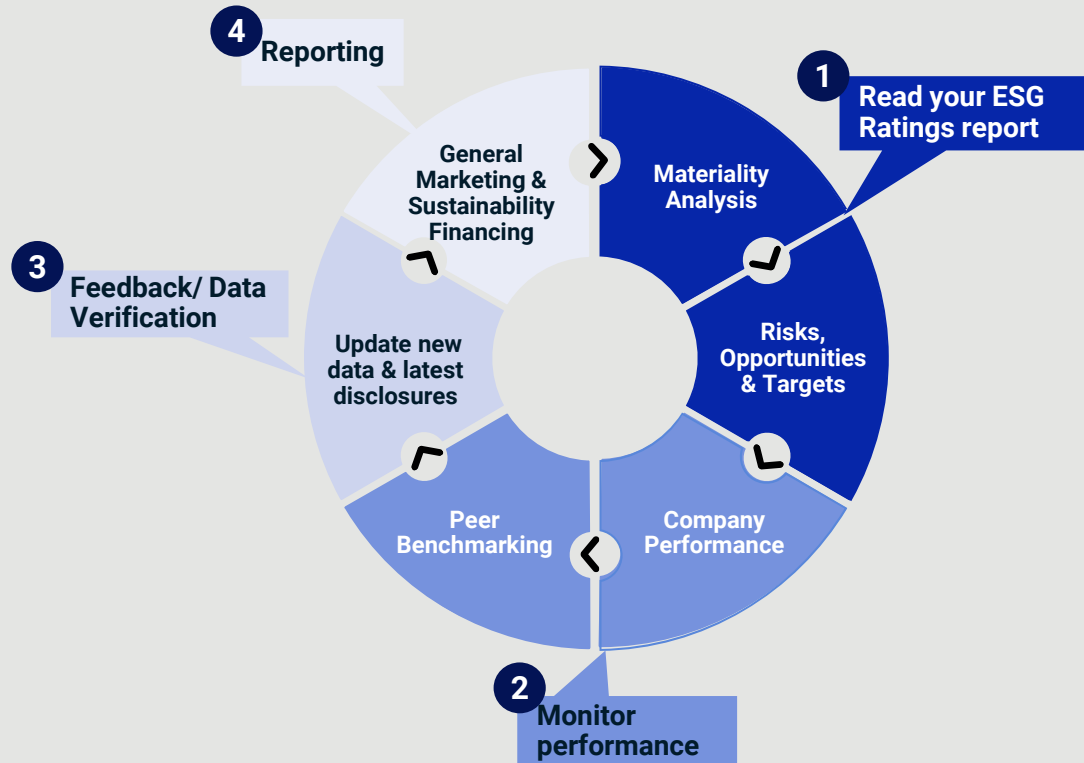 4
Reporting
1
Read your ESG
Ratings report
General
Marketing &
Sustainability
Financing
Materiality
Analysis
3
Feedback/ Data
Verification
Update new
data & latest
disclosures
Risks,
Opportunities
& Targets
Peer
Benchmarking
Company
Performance
2
Monitor
performance